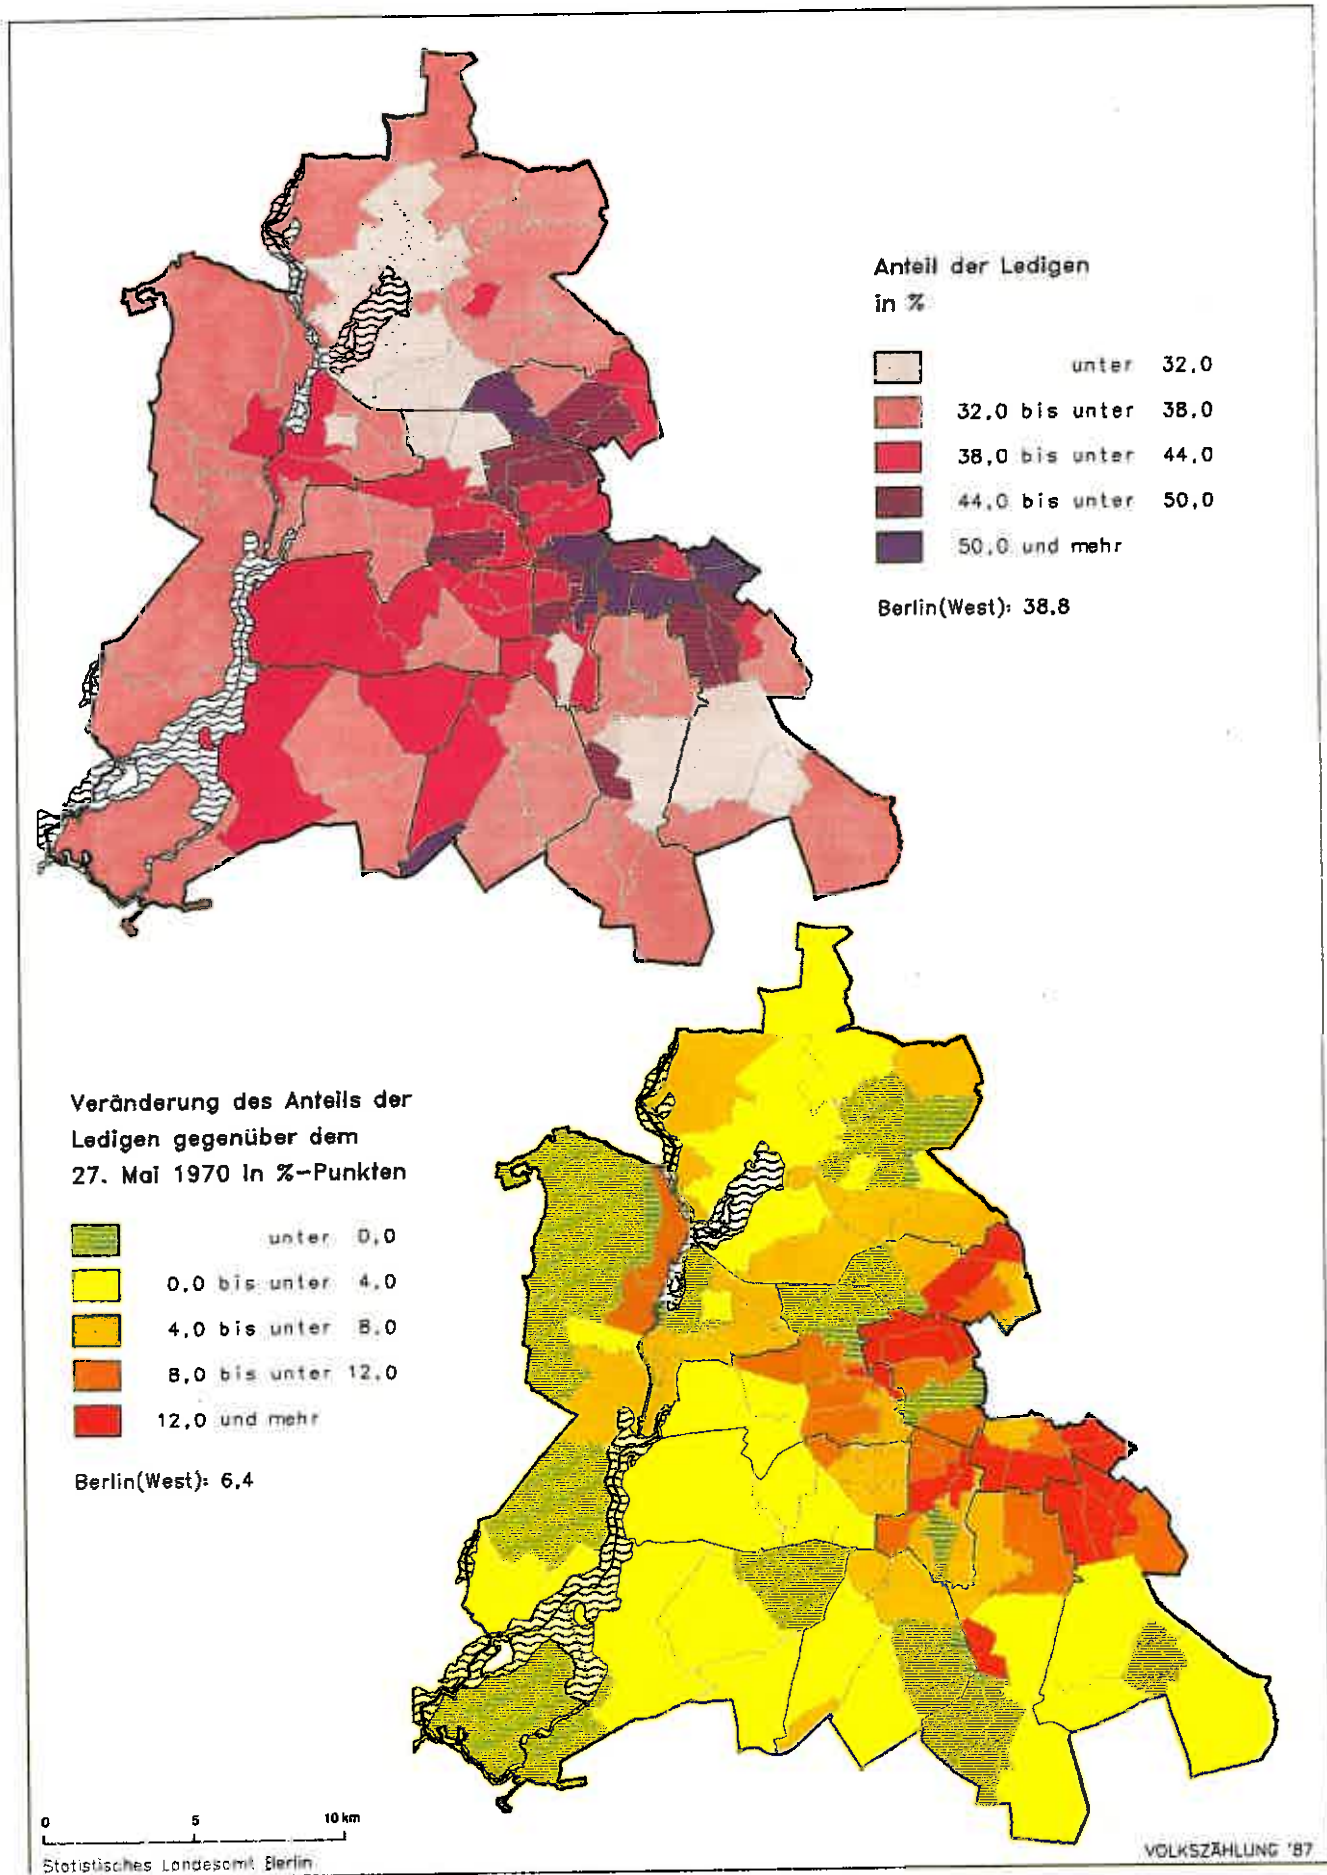 Anteil der Ledigen
in %
unter 32,0
32,0 bis unter 38,0
38,0 bis unter 44,0
44,0 bis unter 50,0
50,0 und mehr
Berlin(West): 38,8
Veränderung des Anteils der
Ledigen gegenüber dem
27. Mai 1970 in %-Punkten
unter 0,0
0,0 bis unter 4,0
4,0 bis unter 8,0
8,0 bis unter 12,0
12,0 und mehr
Berlin(West): 6,4
0 5 10 km
Statistisches Landesamt Berlin
VOLKSZÄHLUNG '87